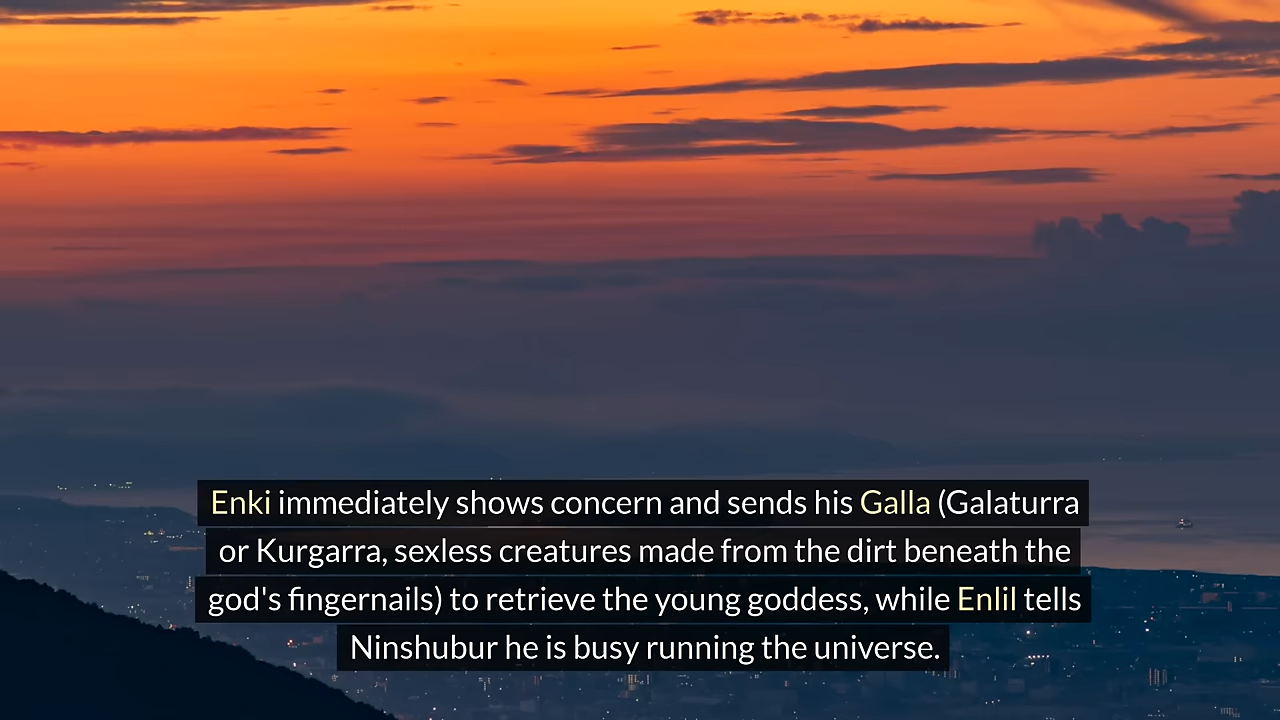 Enki immediately shows concern and sends his Galla (Galaturra
or Kurgarra, sexless creatures made from the dirt beneath the
god's fingernails) to retrieve the young goddess, while Enlil tells
Ninshubur he is busy running the universe.